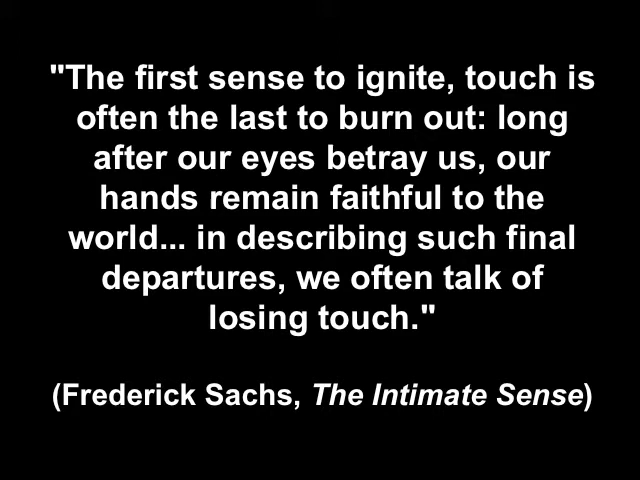 "The first sense to ignite, touch is
often the last to burn out: long
after our eyes betray us, our
hands remain faithful to the
world... in describing such final
departures, we often talk of
losing touch."
(Frederick Sachs, The Intimate Sense)